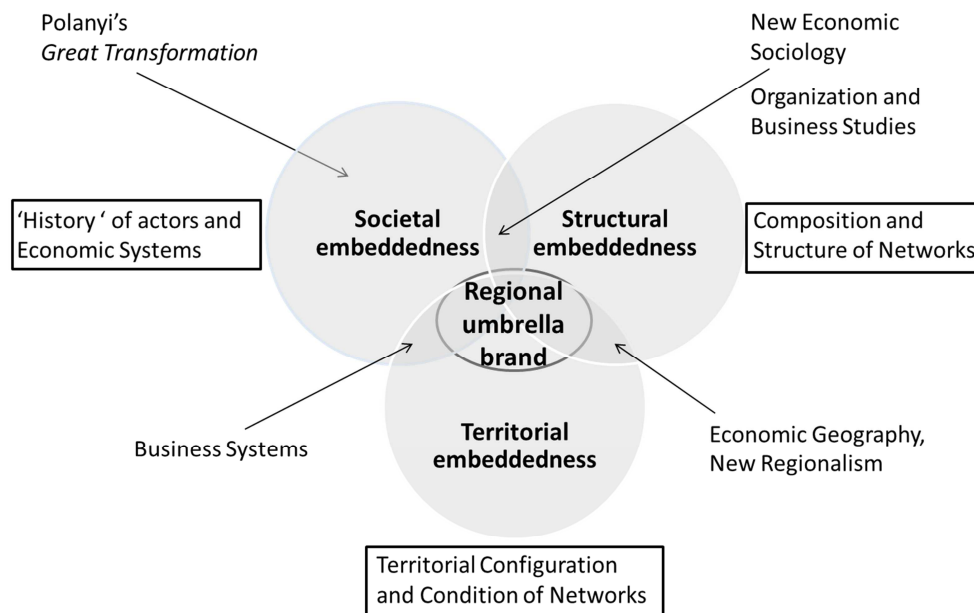 Polanyi's
Great Transformation
New Economic
Sociology
Organization and
Business Studies
'History ‘ of actors and
Economic Systems
Societal
embeddedness
Structural
embeddedness
Composition and
Structure of Networks
Regional
umbrella
brand
Business Systems
Territorial
embeddedness
Economic Geography,
New Regionalism
Territorial Configuration
and Condition of Networks